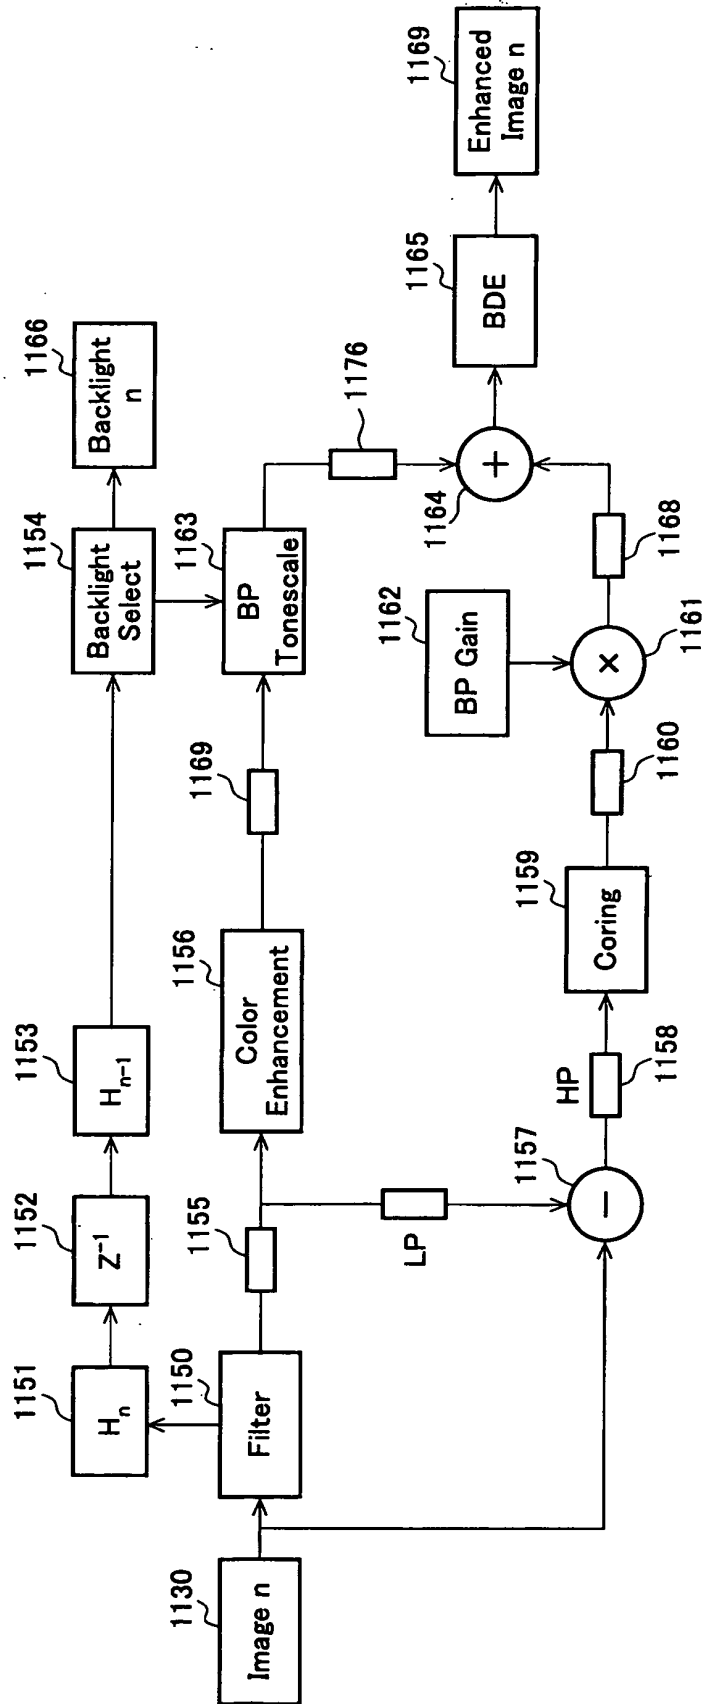 1130
Image n
1150
Filter
1151
Hn
1152
Z⁻¹
1153
Hn−1
1154
Backlight
Select
1166
Backlight
n
1155
LP
1156
Color
Enhancement
1169
1163
BP
Tonescale
1176
1157
−
HP
1158
1159
Coring
1160
1162
BP Gain
×
1161
1168
1164
+
1165
BDE
1169
Enhanced
Image n